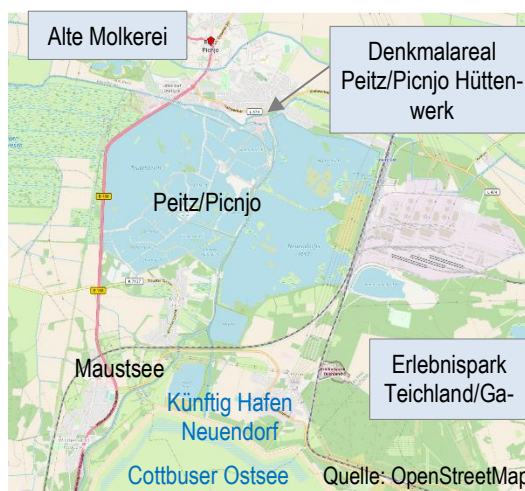 Alte Molkerei
Denkmalareal
Peitz/Picnjo Hütten-
werk
Peitz/Picnjo
Maustsee
Erlebnispark
Teichland/Ga-
Künftig Hafen
Neuendorf
Cottbuser Ostsee
Quelle: OpenStreetMap